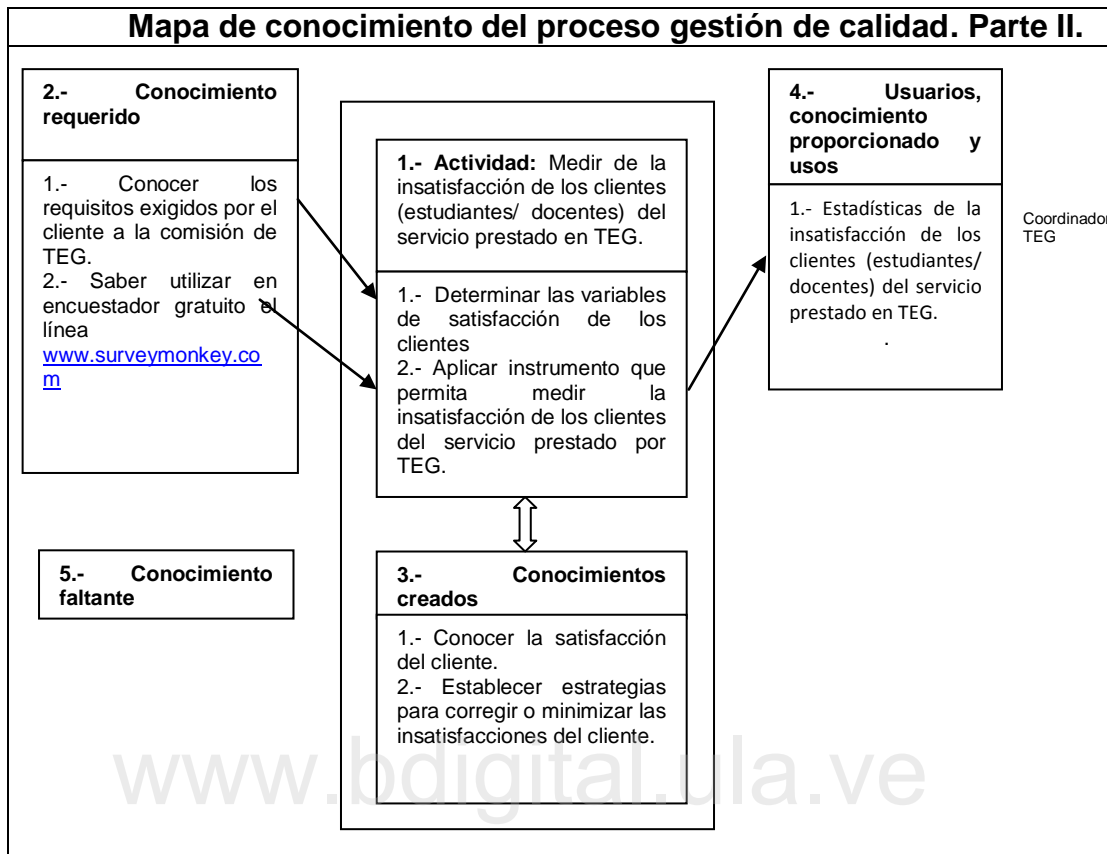 Mapa de conocimiento del proceso gestión de calidad. Parte II.
2.- Conocimiento
requerido
1.- Conocer los
requisitos exigidos por el
cliente a la comisión de
TEG.
2.- Saber utilizar en
encuestador gratuito el
línea
www.surveymonkey.co
m
5.- Conocimiento
faltante
1.- Actividad: Medir de la
insatisfacción de los clientes
(estudiantes/ docentes) del
servicio prestado en TEG.
1.- Determinar las variables
de satisfacción de los
clientes
2.- Aplicar instrumento que
permita medir la
insatisfacción de los clientes
del servicio prestado por
TEG.
3.- Conocimientos
creados
1.- Conocer la satisfacción
del cliente.
2.- Establecer estrategias
para corregir o minimizar las
insatisfacciones del cliente.
4.- Usuarios,
conocimiento
proporcionado y
usos
1.- Estadísticas de la
insatisfacción de los
clientes (estudiantes/
docentes) del servicio
prestado en TEG.
.
Coordinador
TEG
www.bdigital.ula.ve